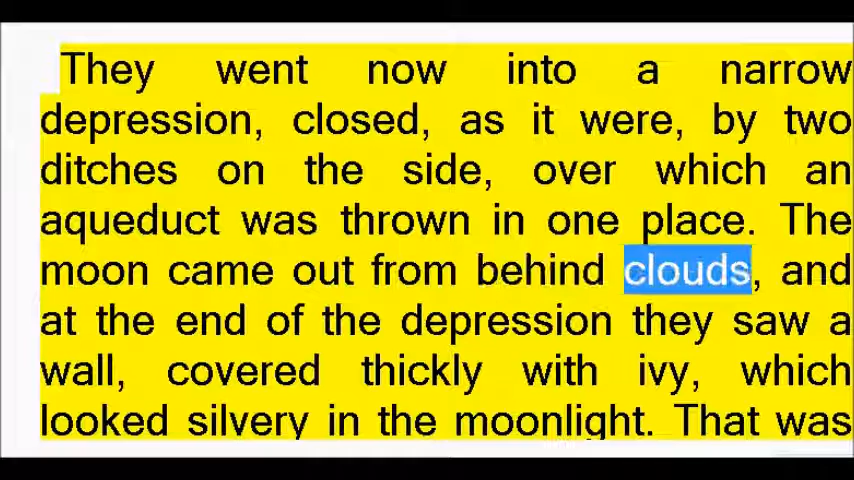 They went now into a narrow
depression, closed, as it were, by two
ditches on the side, over which an
aqueduct was thrown in one place. The
moon came out from behind clouds, and
at the end of the depression they saw a
wall, covered thickly with ivy, which
looked silvery in the moonlight. That was